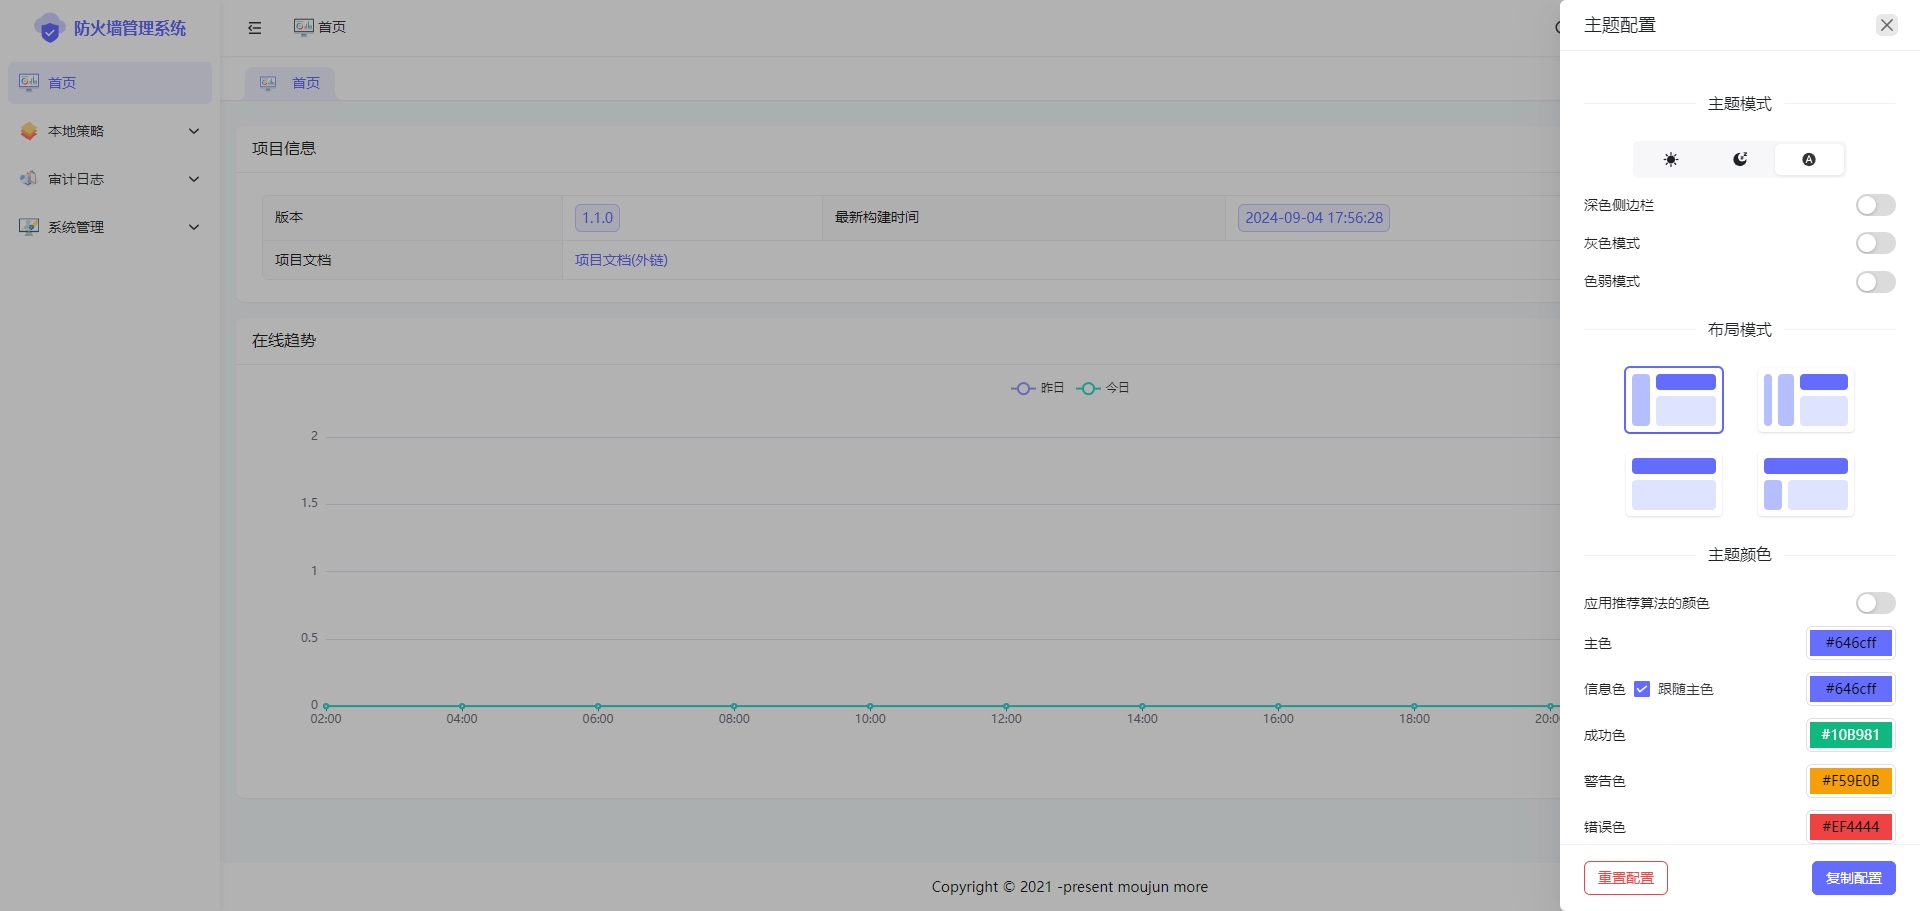 防火墙管理系统
首页
本地策略
审计日志
系统管理
首页
首页
项目信息
版本 1.1.0 最新构建时间 2024-09-04 17:56:28
项目文档 项目文档(外链)
在线趋势
昨日 今日
2
1.5
1
0.5
0
02:00 04:00 06:00 08:00 10:00 12:00 14:00 16:00 18:00
Copyright © 2021 -present moujun more
主题配置
主题模式
深色侧边栏
灰色模式
色弱模式
布局模式
主题颜色
应用推荐算法的颜色
主色 #646cff
信息色 跟随主色 #646cff
成功色 #10B981
警告色 #F59E0B
错误色 #EF4444
重置配置 复制配置